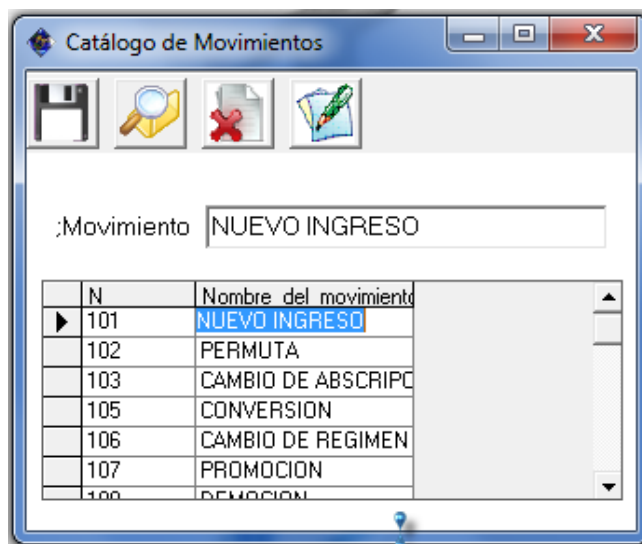 Catálogo de Movimientos
;Movimiento NUEVO INGRESO
N Nombre del movimiento
101 NUEVO INGRESO
102 PERMUTA
103 CAMBIO DE ABSCRIPC
105 CONVERSION
106 CAMBIO DE REGIMEN
107 PROMOCION